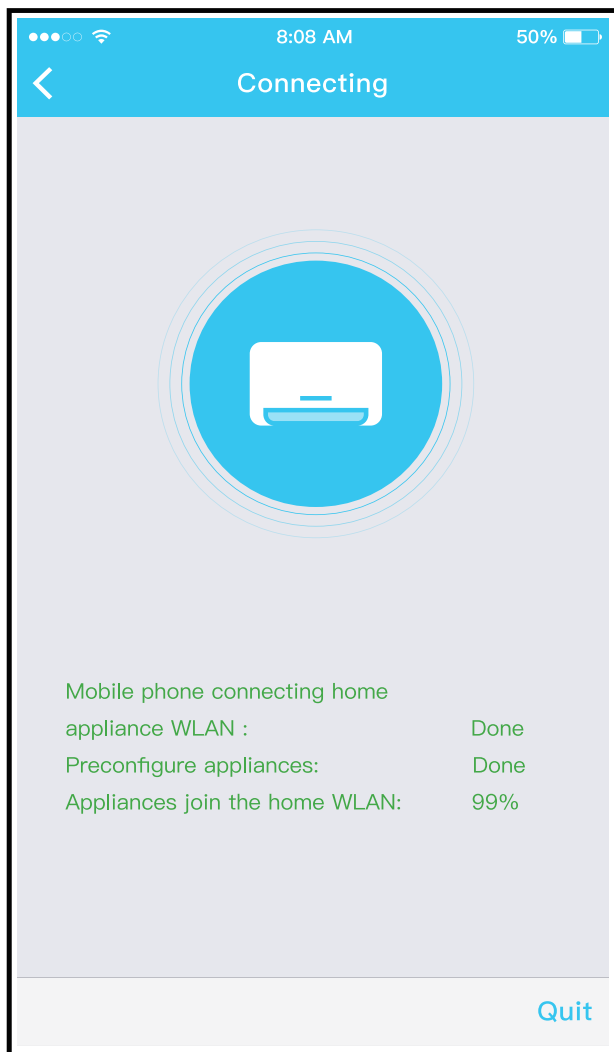 8:08 AM
50%
Connecting
Mobile phone connecting home
appliance WLAN : Done
Preconfigure appliances: Done
Appliances join the home WLAN: 99%
Quit